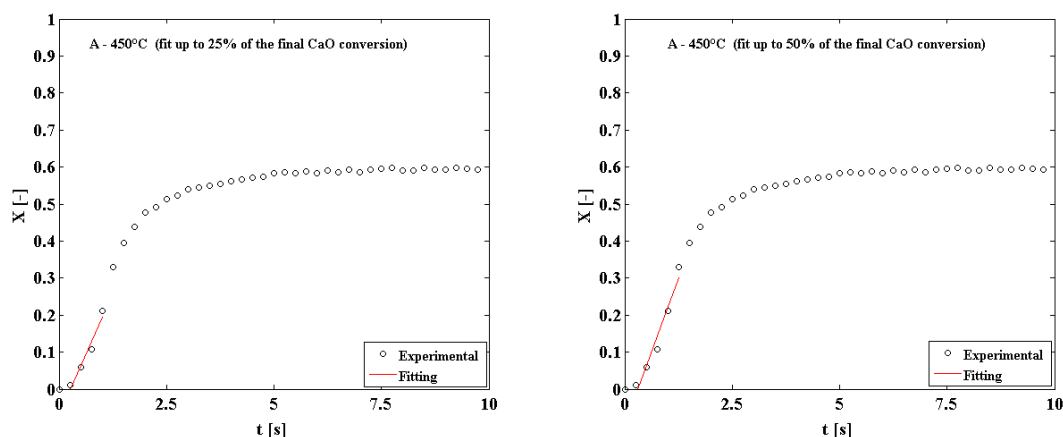 A - 450°C (fit up to 25% of the final CaO conversion)
1
0.9
0.8
0.7
0.6
0.5
0.4
0.3
0.2
0.1
0
X [-]
0 2.5 5 7.5 10
t [s]
Experimental
Fitting
A - 450°C (fit up to 50% of the final CaO conversion)
1
0.9
0.8
0.7
0.6
0.5
0.4
0.3
0.2
0.1
0
X [-]
0 2.5 5 7.5 10
t [s]
Experimental
Fitting